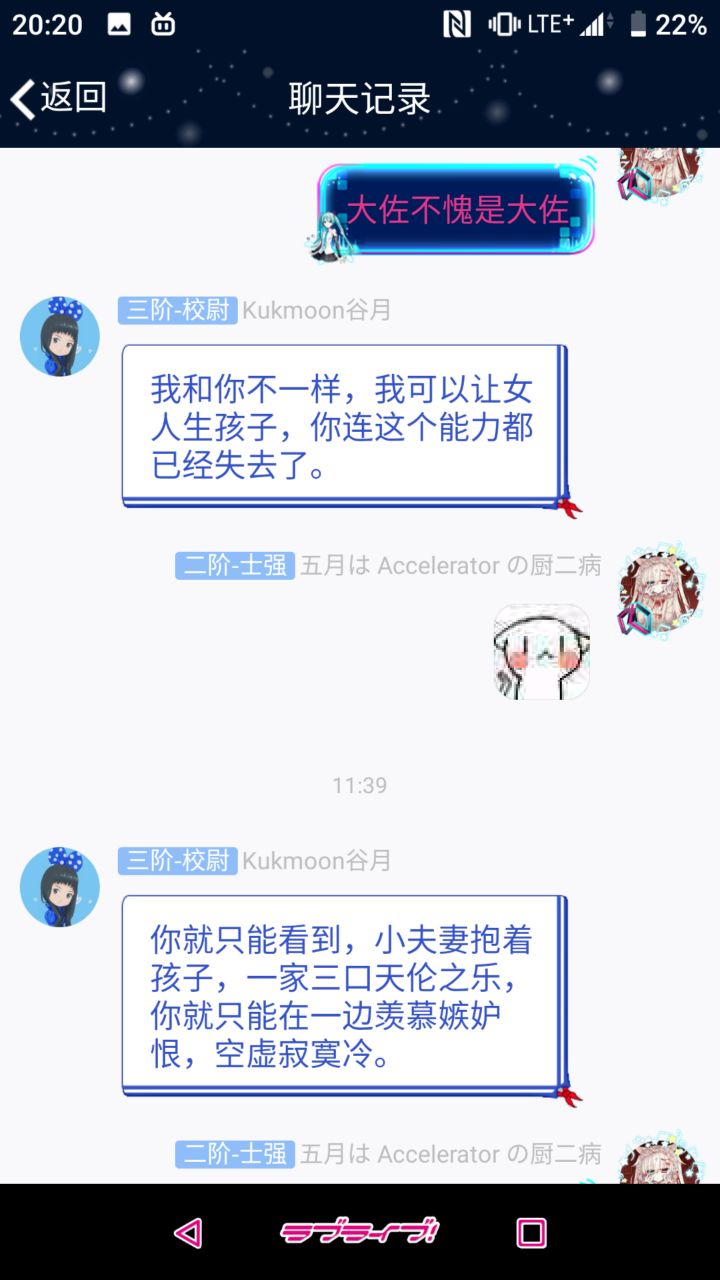 20:20 LTE+ 22%
返回 聊天记录
大佐不愧是大佐
三阶-校尉 Kukmoon谷月
我和你不一样，我可以让女
人生孩子，你连这个能力都
已经失去了。
二阶-士强 五月は Accelerator の厨二病
11:39
三阶-校尉 Kukmoon谷月
你就只能看到，小夫妻抱着
孩子，一家三口天伦之乐，
你就只能在一边羡慕嫉妒
恨，空虚寂寞冷。
二阶-士强 五月は Accelerator の厨二病
ラブライブ!